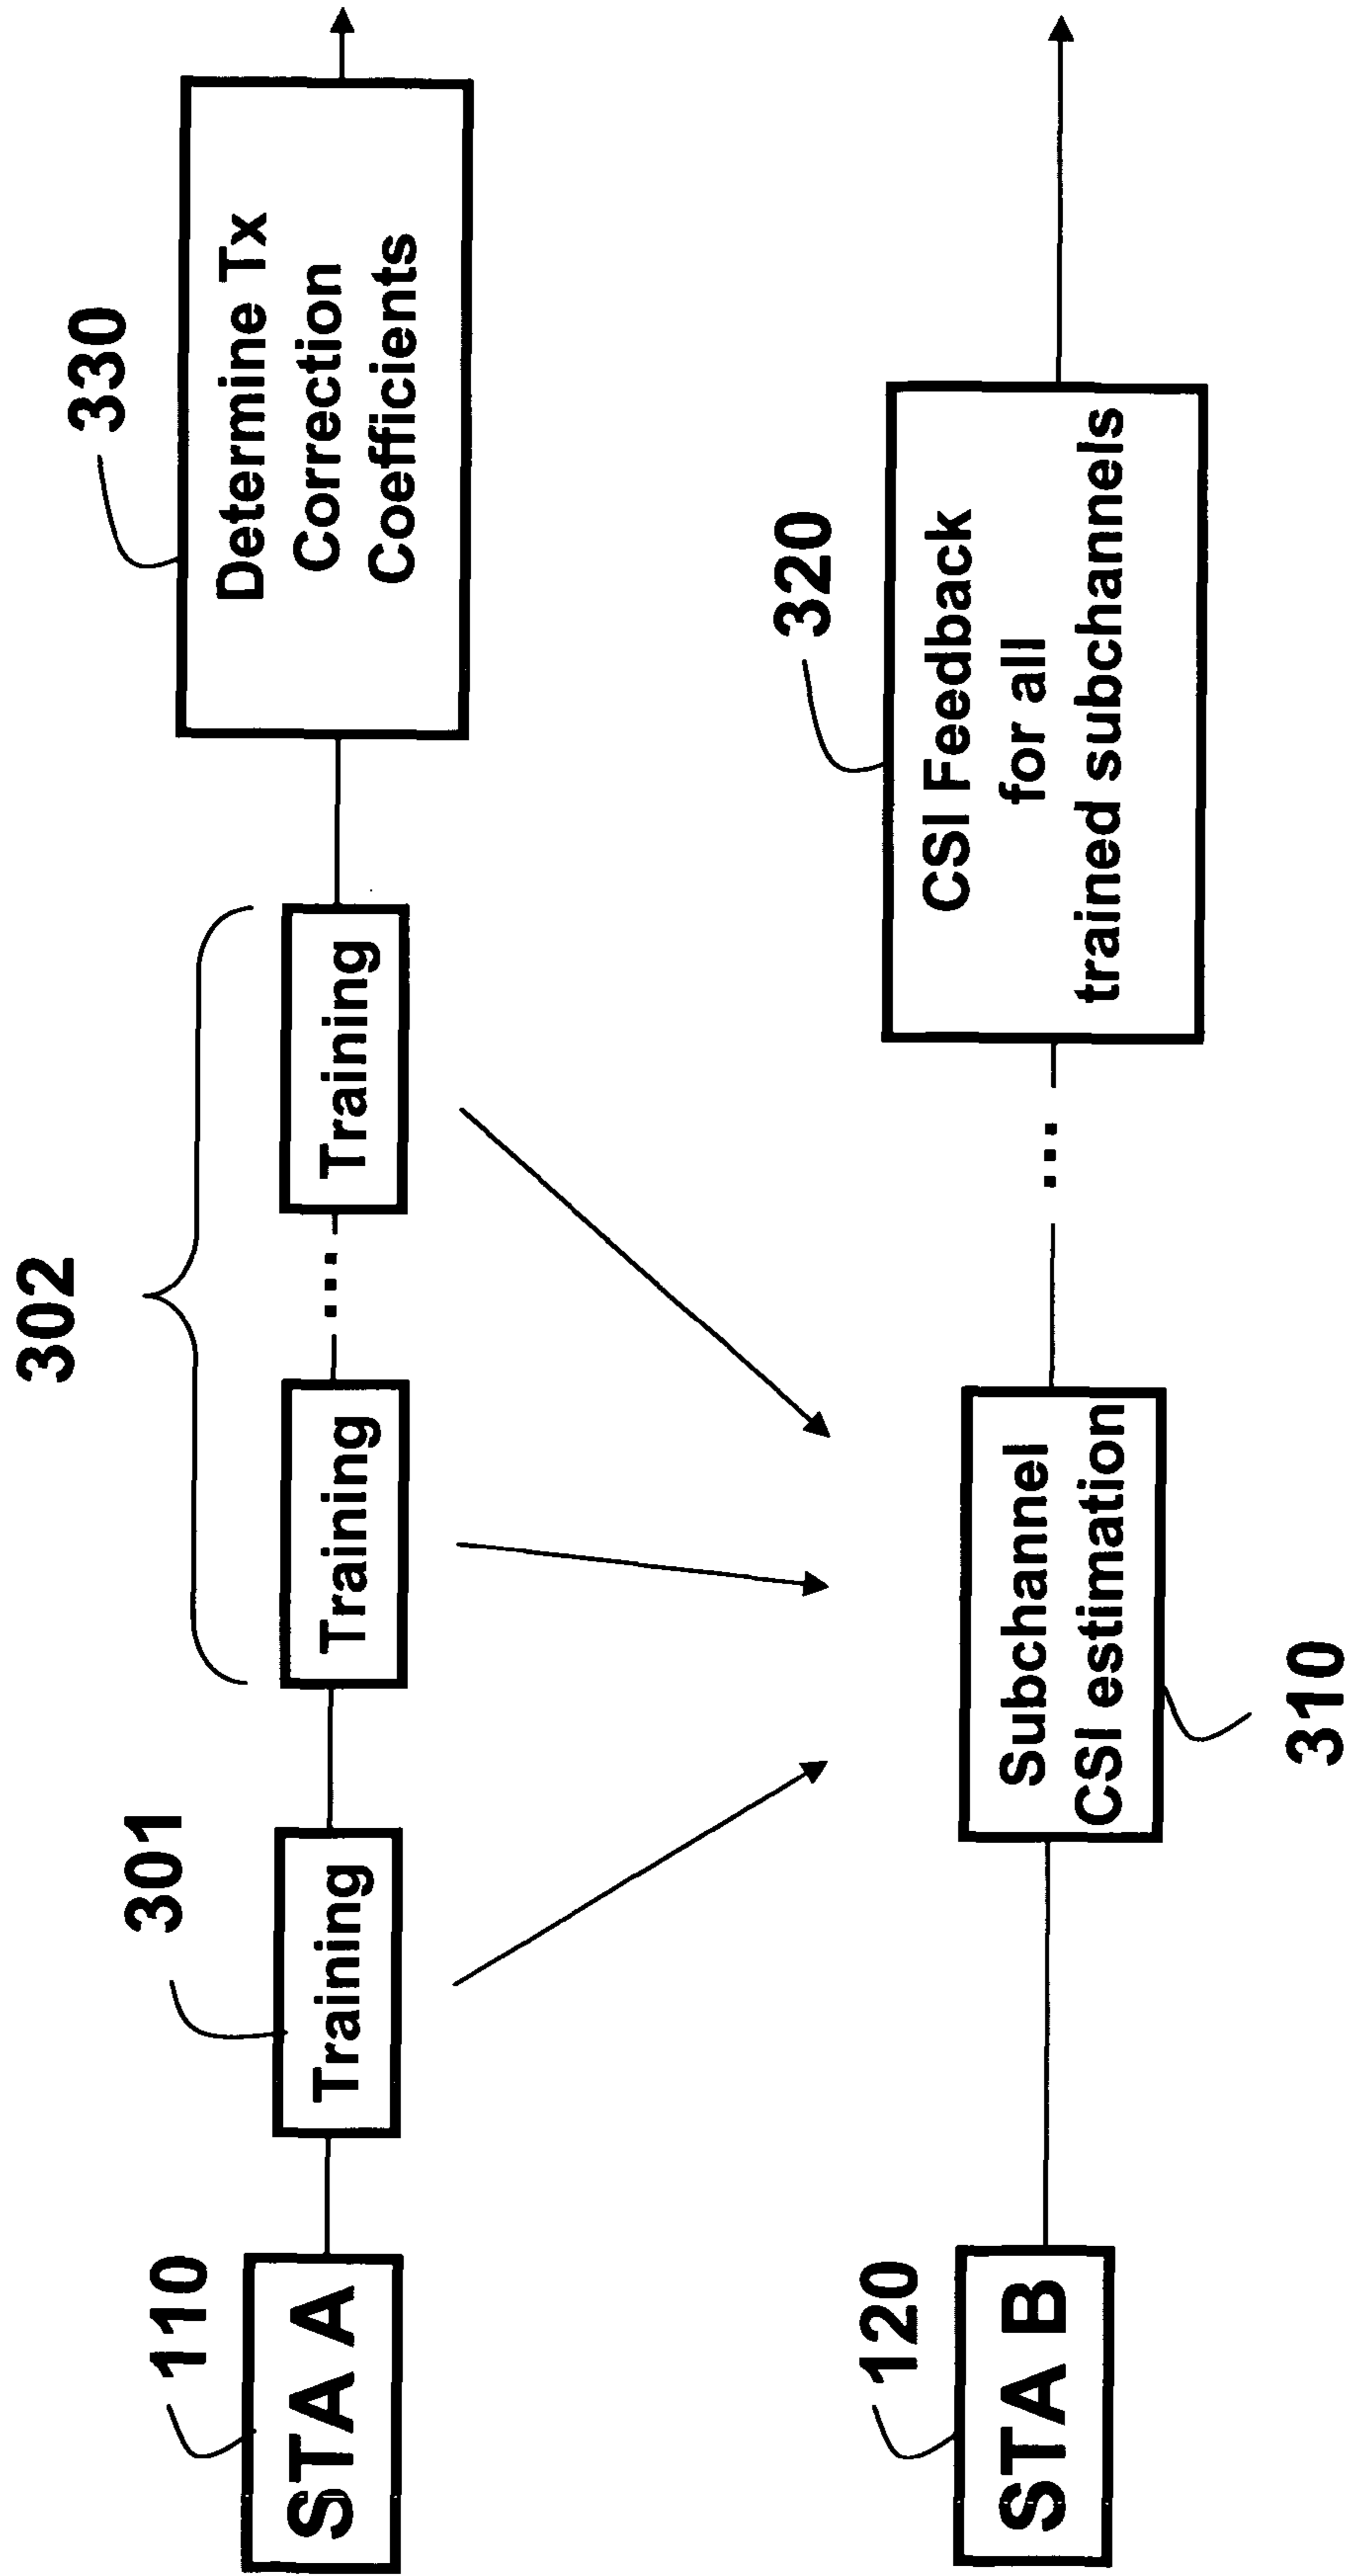 110
STA A
301
Training
302
Training
...
Training
330
Determine Tx
Correction
Coefficients
120
STA B
310
Subchannel
CSI estimation
...
320
CSI Feedback
for all
trained subchannels